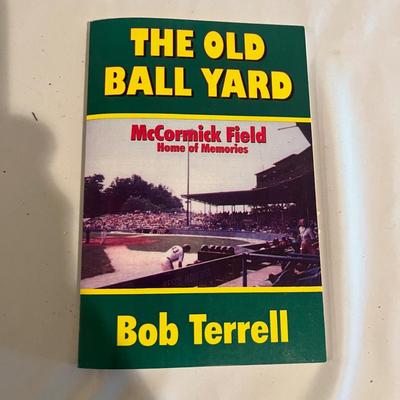 THE OLD
BALL YARD
McCormick Field
Home of Memories
Bob Terrell